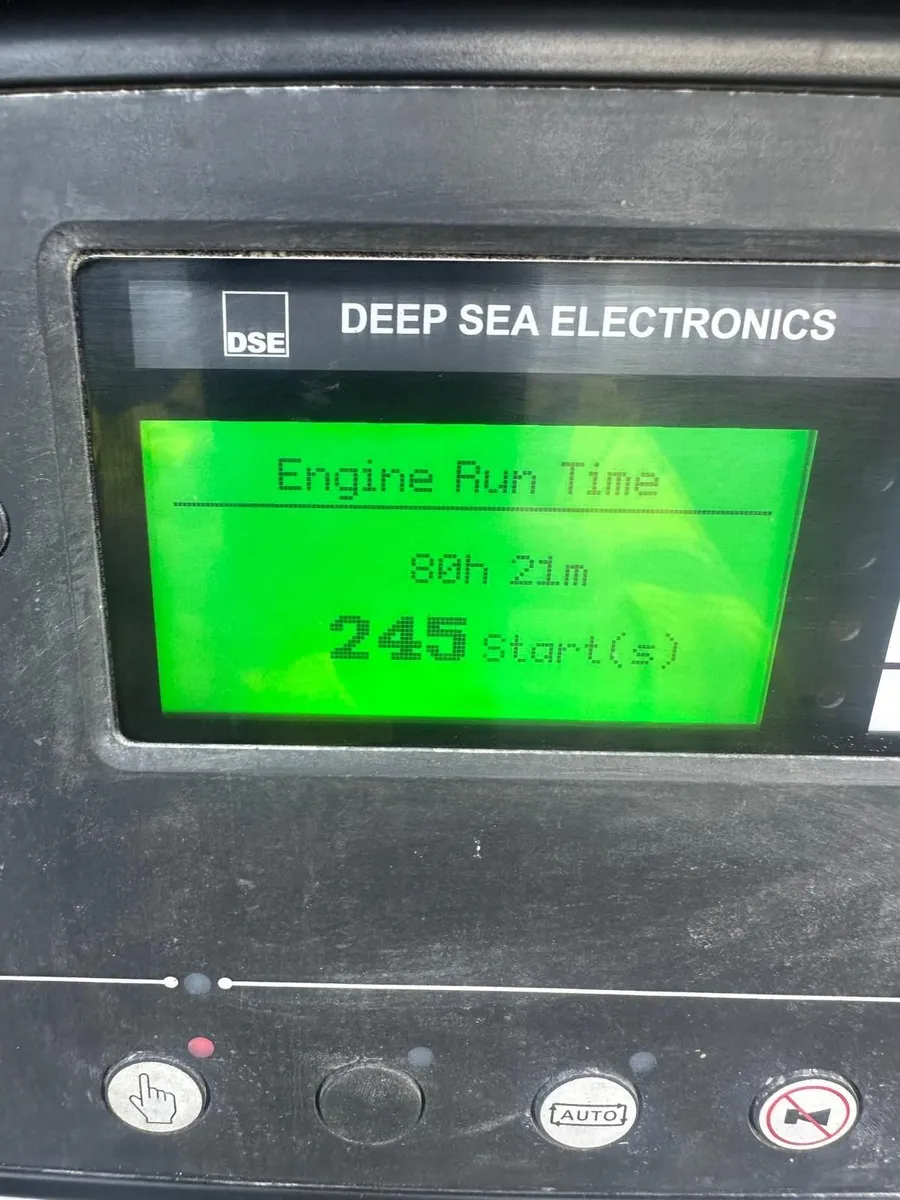 DSE
DEEP SEA ELECTRONICS
Engine Run Time
80h 21m
245 Start(s)
AUTO